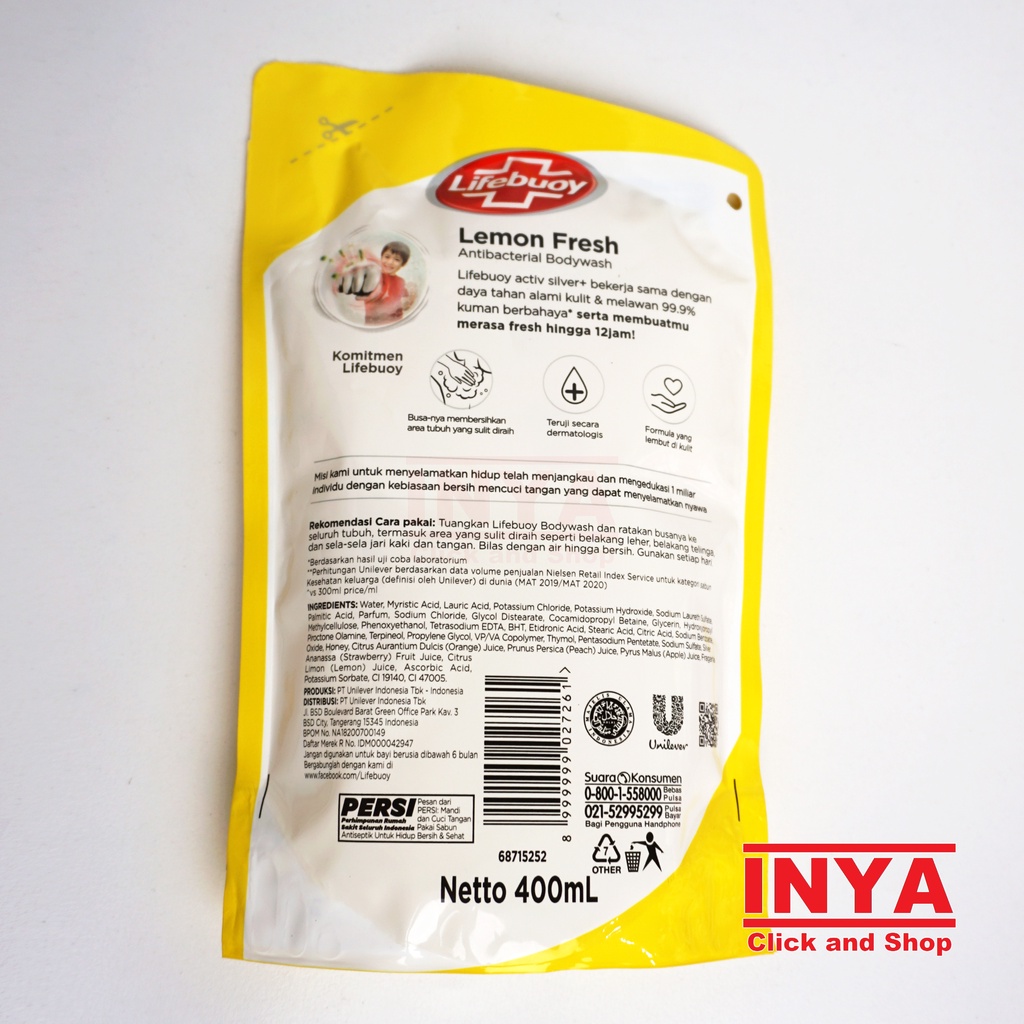 Lifebuoy
Lemon Fresh
Antibacterial Bodywash
Lifebuoy activ silver+ bekerja sama dengan
daya tahan alami kulit & melawan 99.9%
kuman berbahaya* serta membuatmu
merasa fresh hingga 12jam!
Komitmen
Lifebuoy
Busa-nya membersihkan
area tubuh yang sulit diraih
Teruji secara
dermatologis
Formula yang
lembut di kulit
Misi kami untuk menyelamatkan hidup telah menjangkau dan mengedukasi 1 miliar
individu dengan kebiasaan bersih mencuci tangan yang dapat menyelamatkan nyawa
INYA
Click and Shop
Rekomendasi Cara pakai: Tuangkan Lifebuoy Bodywash dan ratakan busanya ke
seluruh tubuh, termasuk area yang sulit diraih seperti belakang leher, belakang telinga,
dan sela-sela jari kaki dan tangan. Bilas dengan air hingga bersih. Gunakan setiap hari
*Berdasarkan hasil uji coba laboratorium
**Perhitungan Unilever berdasarkan data volume penjualan Nielsen Retail Index Service untuk kategori sabun
Kesehatan keluarga (definisi oleh Unilever) di dunia (MAT 2019/MAT 2020)
^vs 300ml price/ml
INGREDIENTS: Water, Myristic Acid, Lauric Acid, Potassium Chloride, Potassium Hydroxide, Sodium Laureth Sulfate,
Palmitic Acid, Parfum, Sodium Chloride, Glycol Distearate, Cocamidopropyl Betaine, Glycerin, Hydroxypropyl
Methylcellulose, Phenoxyethanol, Tetrasodium EDTA, BHT, Etidronic Acid, Stearic Acid, Citric Acid, Sodium Benzoate,
Piroctone Olamine, Terpineol, Propylene Glycol, VP/VA Copolymer, Thymol, Pentasodium Pentetate, Sodium Sulfate, Silver
Oxide, Honey, Citrus Aurantium Dulcis (Orange) Juice, Prunus Persica (Peach) Juice, Pyrus Malus (Apple) Juice, Fragaria
Ananassa (Strawberry) Fruit Juice, Citrus
Limon (Lemon) Juice, Ascorbic Acid,
Potassium Sorbate, CI 19140, CI 47005.
PRODUKSI: PT Unilever Indonesia Tbk - Indonesia
DISTRIBUSI: PT Unilever Indonesia Tbk
Jl. BSD Boulevard Barat Green Office Park Kav. 3
BSD City, Tangerang 15345 Indonesia
BPOM No. NA18200700149
Daftar Merek R No. IDM000042947
Jangan digunakan untuk bayi berusia dibawah 6 bulan
Bergabunglah dengan kami di
www.facebook.com/Lifebuoy
8 999999 027261 >
MAJELIS ULAMA INDONESIA
Unilever
Suara Konsumen
0-800-1-558000 Bebas Pulsa
021-52995299 Pulsa Bayar
Bagi Pengguna Handphone
PERSI
Perhimpunan Rumah
Sakit Seluruh Indonesia
Pesan dari
PERSI: Mandi
dan Cuci Tangan
Pakai Sabun
Antiseptik Untuk Hidup Bersih & Sehat
7
OTHER
68715252
Netto 400mL
INYA
Click and Shop